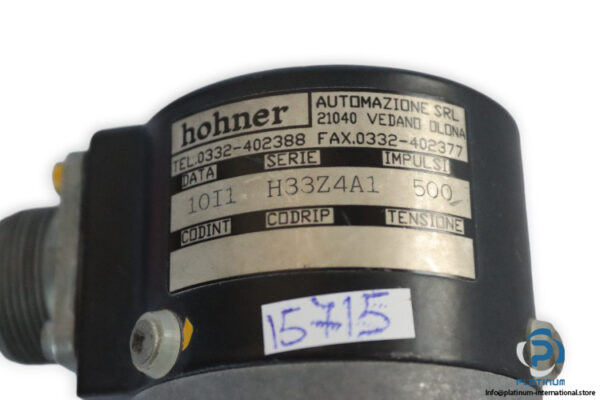 hohner
AUTOMAZIONE SRL
21040 VEDANO OLONA
TEL.0332-402388 FAX.0332-402377
DATA SERIE IMPULSI
10I1 H33Z4A1 500
CODINT CODRIP TENSIONE
15715
PLATINUM
Info@platinum-international.store